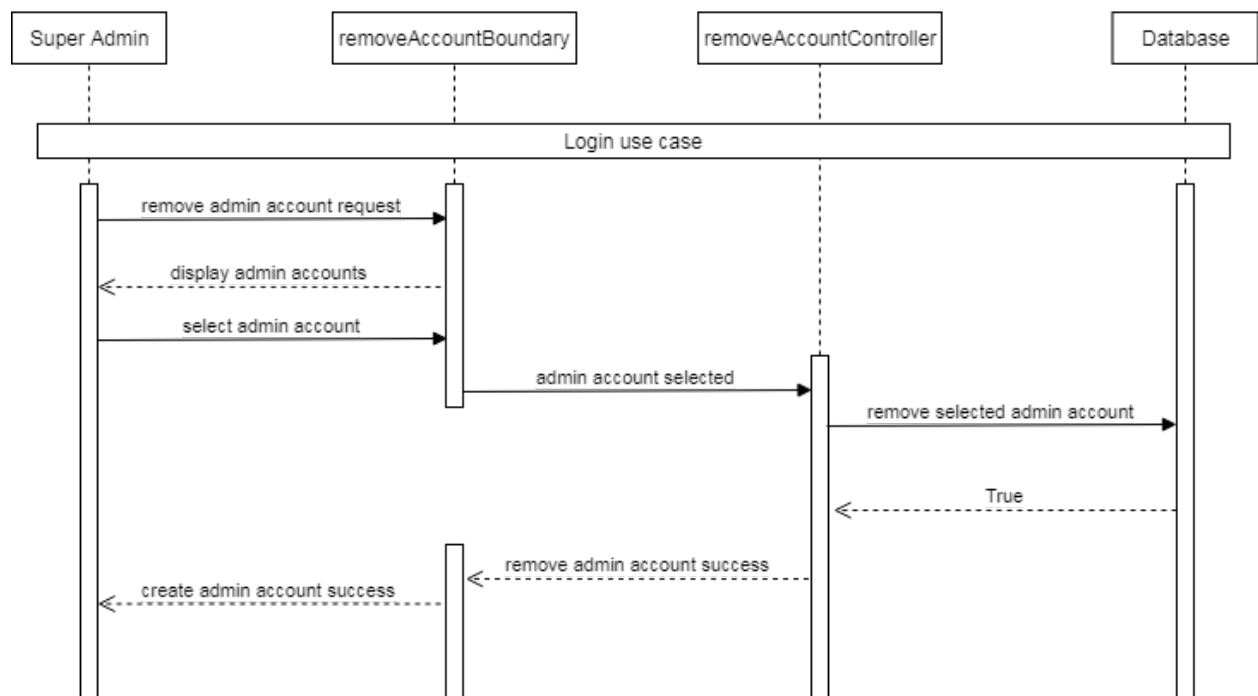 Super Admin
removeAccountBoundary
removeAccountController
Database
Login use case
remove admin account request
display admin accounts
select admin account
admin account selected
remove selected admin account
True
remove admin account success
create admin account success